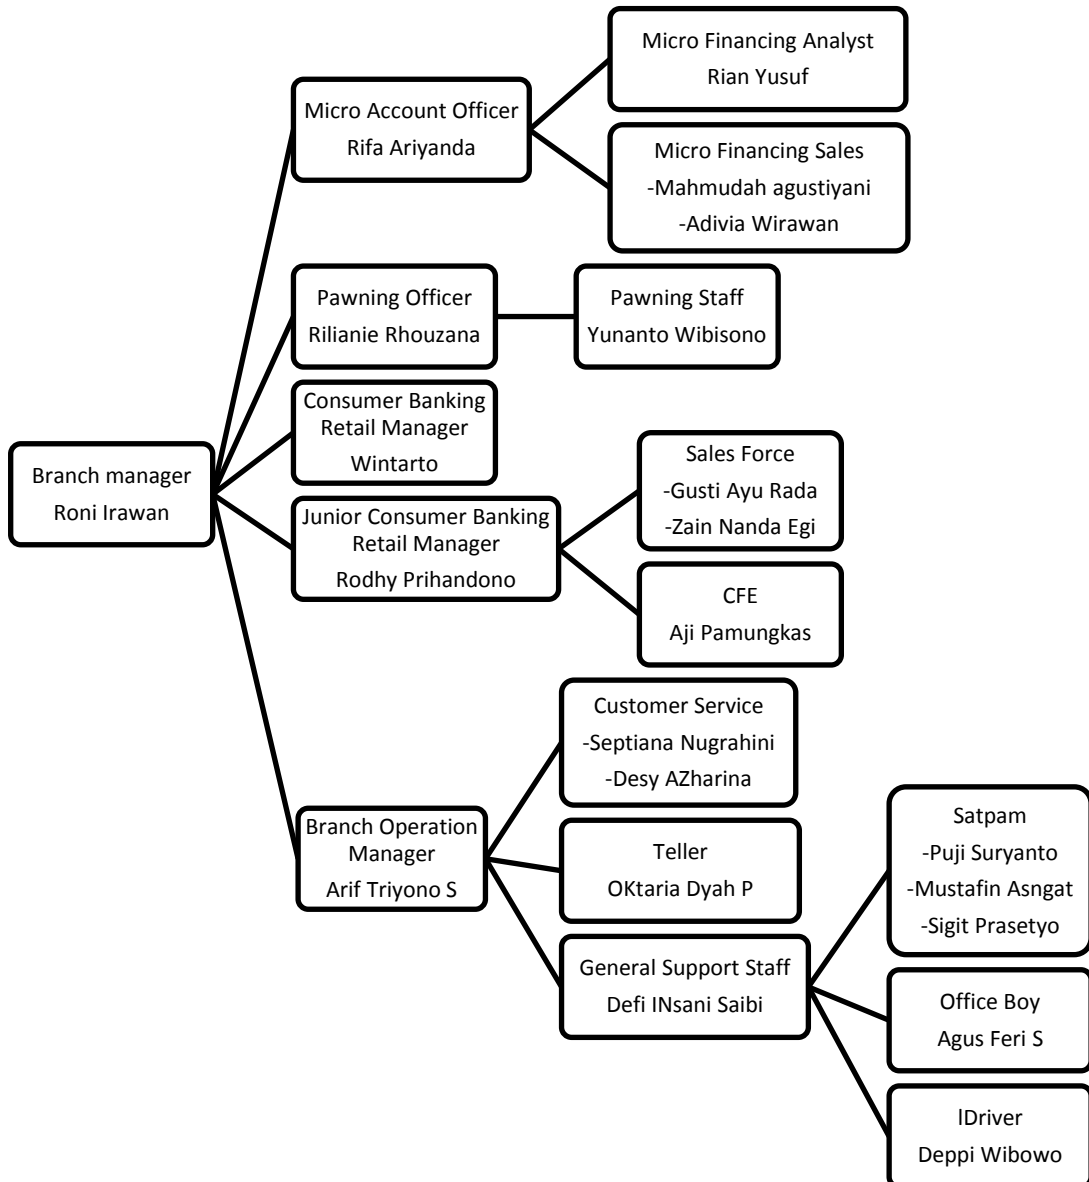 Micro Financing Analyst
Rian Yusuf
Micro Account Officer
Rifa Ariyanda
Micro Financing Sales
-Mahmudah agustiyani
-Adivia Wirawan
Pawning Officer
Rilianie Rhouzana
Pawning Staff
Yunanto Wibisono
Consumer Banking
Retail Manager
Wintarto
Branch manager
Roni Irawan
Sales Force
-Gusti Ayu Rada
-Zain Nanda Egi
Junior Consumer Banking
Retail Manager
Rodhy Prihandono
CFE
Aji Pamungkas
Customer Service
-Septiana Nugrahini
-Desy AZharina
Branch Operation
Manager
Arif Triyono S
Teller
OKtaria Dyah P
General Support Staff
Defi INsani Saibi
Satpam
-Puji Suryanto
-Mustafin Asngat
-Sigit Prasetyo
Office Boy
Agus Feri S
lDriver
Deppi Wibowo